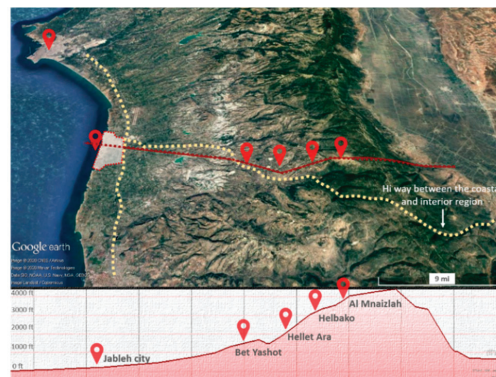 Hi way between the coasta
and interior region
Google earth
9 mi
4000 ft
3000 ft
2000 ft
1000 ft
0 ft
Al Mnaizlah
Helbako
Hellet Ara
Bet Yashot
Jableh city